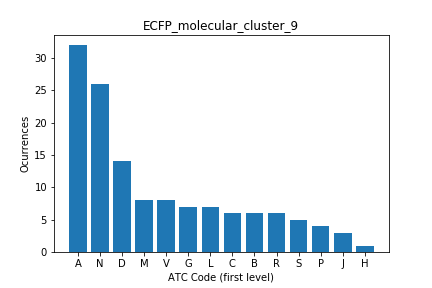 ECFP_molecular_cluster_9
Ocurrences
30
25
20
15
10
5
0
A N D M V G L C B R S P J H
ATC Code (first level)